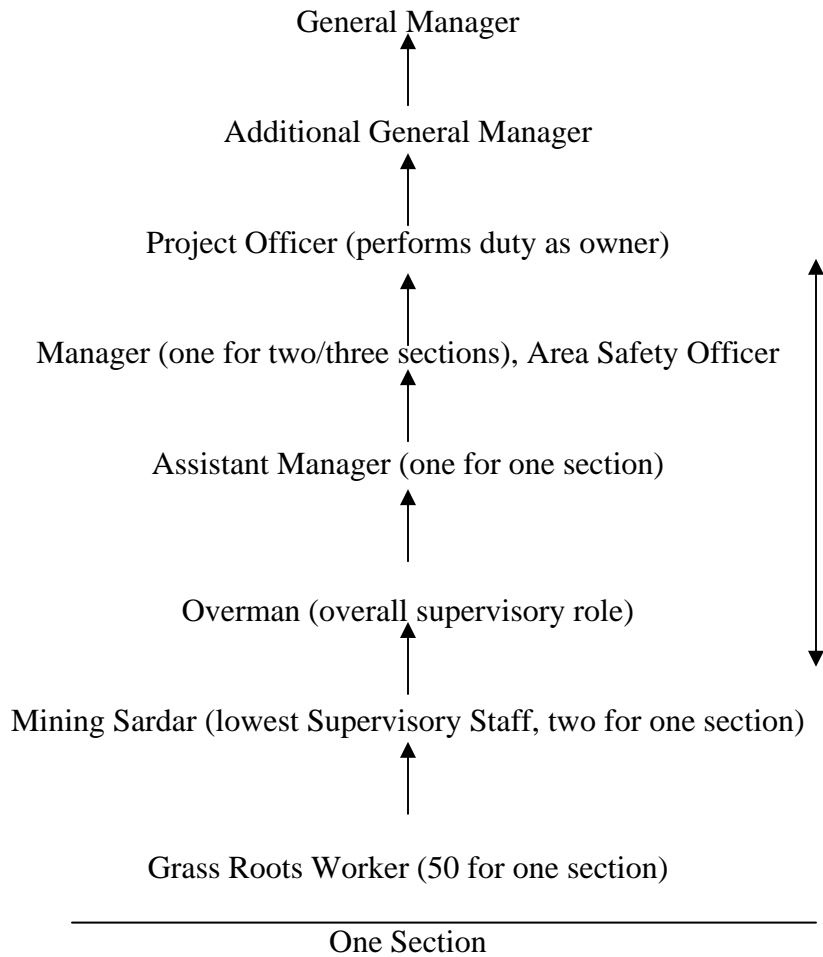 General Manager
Additional General Manager
Project Officer (performs duty as owner)
Manager (one for two/three sections), Area Safety Officer
Assistant Manager (one for one section)
Overman (overall supervisory role)
Mining Sardar (lowest Supervisory Staff, two for one section)
Grass Roots Worker (50 for one section)
One Section